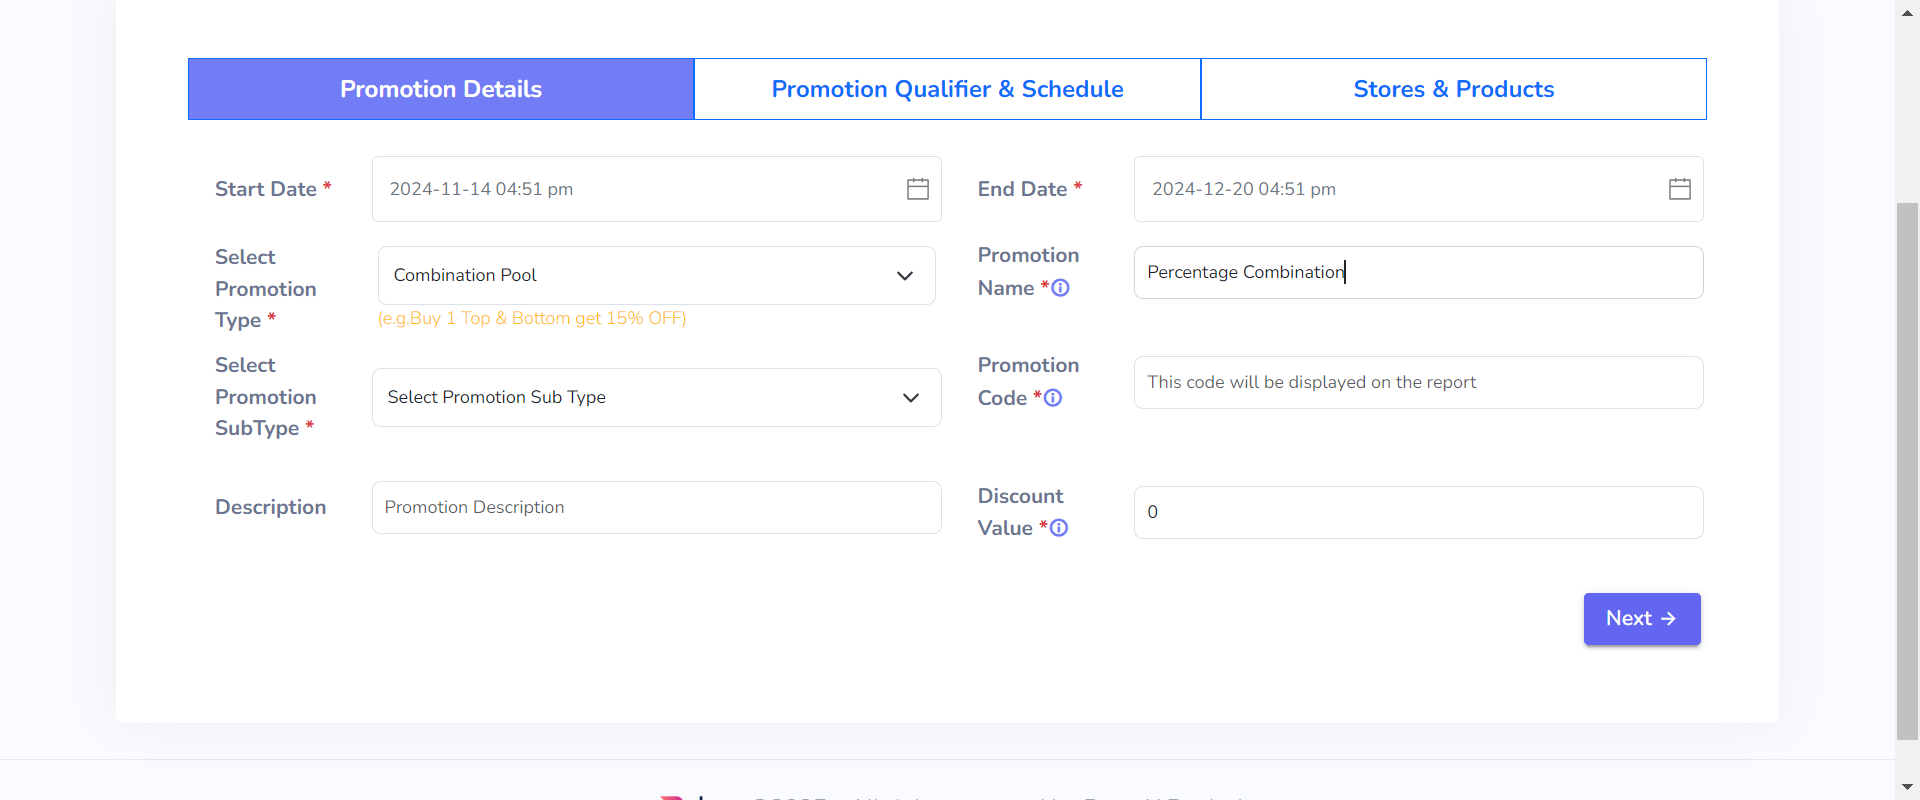 Promotion Details
Promotion Qualifier & Schedule
Stores & Products
Start Date *
2024-11-14 04:51 pm
End Date *
2024-12-20 04:51 pm
Select
Promotion
Type *
Combination Pool
(e.g.Buy 1 Top & Bottom get 15% OFF)
Promotion
Name *
Percentage Combination
Select
Promotion
SubType *
Select Promotion Sub Type
Promotion
Code *
This code will be displayed on the report
Description
Promotion Description
Discount
Value *
0
Next →